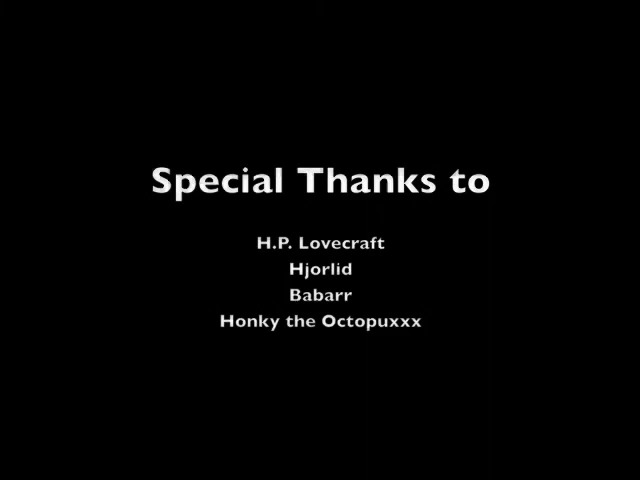 Special Thanks to
H.P. Lovecraft
Hjorlid
Babarr
Honky the Octopuxxx